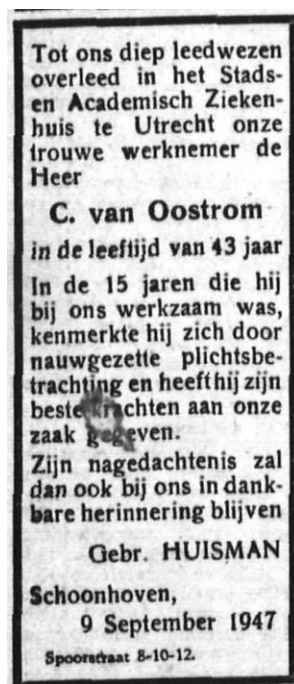 Tot ons diep leedwezen
overleed in het Stads-
en Academisch Zieken-
huis te Utrecht onze
trouwe werknemer de
Heer
C. van Oostrom
in de leeftijd van 43 jaar
In de 15 jaren die hij
bij ons werkzaam was,
kenmerkte hij zich door
nauwgezette plichtsbe-
trachting en heeft hij zijn
beste krachten aan onze
zaak gegeven.
Zijn nagedachtenis zal
dan ook bij ons in dank-
bare herinnering blijven
Gebr. HUISMAN
Schoonhoven,
9 September 1947
Spoorstraat 8-10-12.